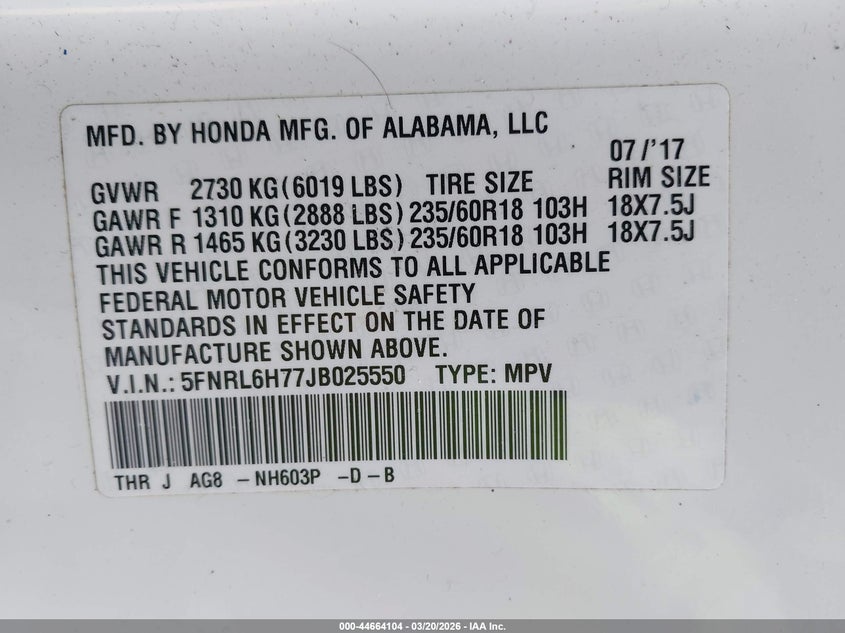 MFD. BY HONDA MFG. OF ALABAMA, LLC
07/'17
GVWR 2730 KG(6019 LBS) TIRE SIZE RIM SIZE
GAWR F 1310 KG(2888 LBS) 235/60R18 103H 18X7.5J
GAWR R 1465 KG(3230 LBS) 235/60R18 103H 18X7.5J
THIS VEHICLE CONFORMS TO ALL APPLICABLE
FEDERAL MOTOR VEHICLE SAFETY
STANDARDS IN EFFECT ON THE DATE OF
MANUFACTURE SHOWN ABOVE.
V.I.N.: 5FNRL6H77JB025550 TYPE: MPV
THR J AG8 -NH603P -D-B
000-44664104 - 03/20/2026 - IAA Inc.